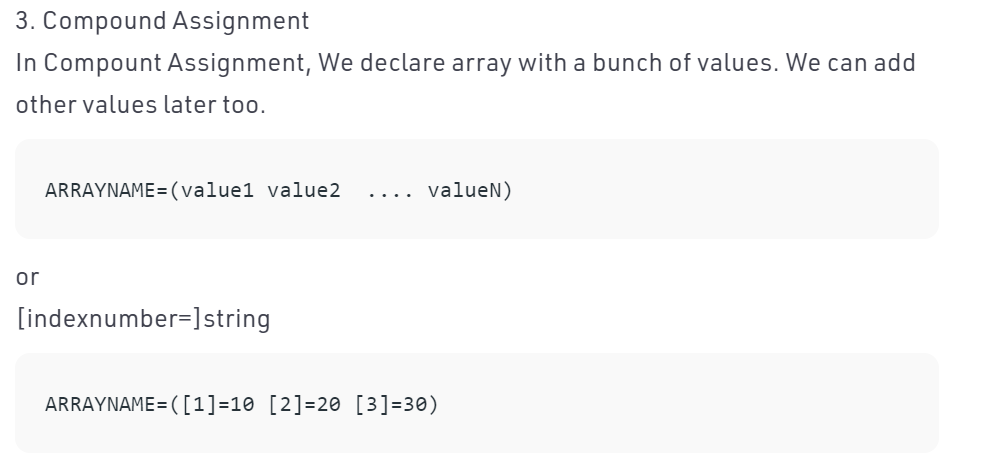 3. Compound Assignment
In Compount Assignment, We declare array with a bunch of values. We can add
other values later too.
ARRAYNAME=(value1 value2  .... valueN)
or
[indexnumber=]string
ARRAYNAME=([1]=10 [2]=20 [3]=30)